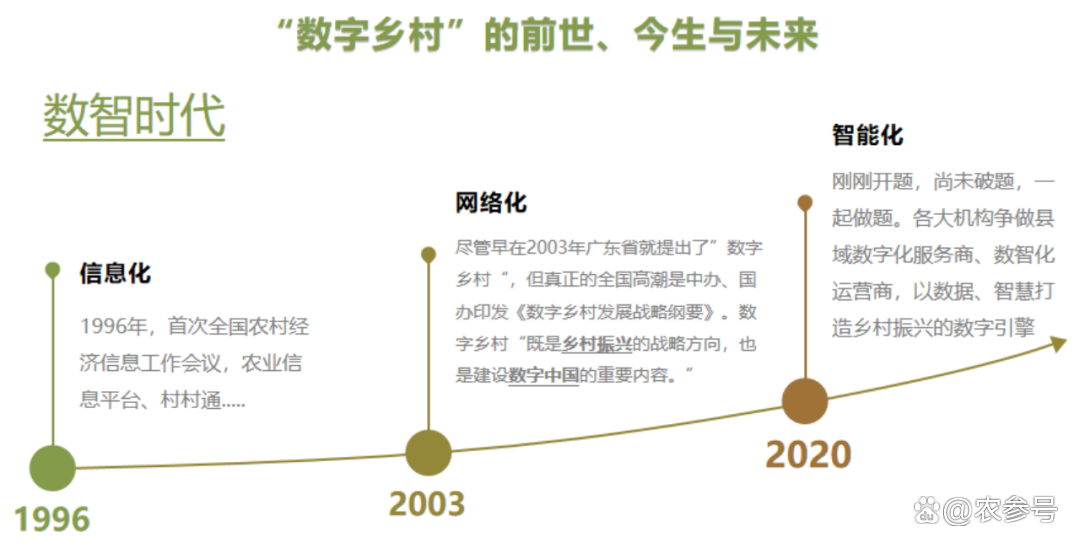 “数字乡村”的前世、今生与未来
数智时代
信息化
1996年，首次全国农村经
济信息工作会议，农业信
息平台、村村通.....
1996
网络化
尽管早在2003年广东省就提出了”数字
乡村“，但真正的全国高潮是中办、国
办印发《数字乡村发展战略纲要》。数
字乡村“既是乡村振兴的战略方向，也
是建设数字中国的重要内容。“
2003
智能化
刚刚开题，尚未破题，一
起做题。各大机构争做县
域数字化服务商、数智化
运营商，以数据、智慧打
造乡村振兴的数字引擎
2020
du @农参号